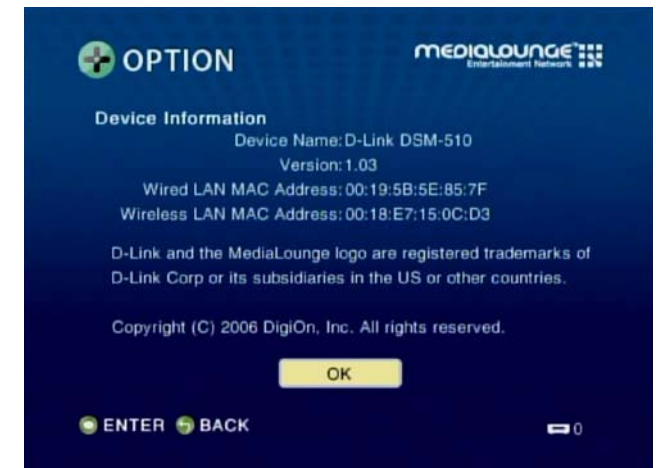 OPTION
MEDIALOUNGE
Entertainment Network
Device Information
Device Name: D-Link DSM-510
Version: 1.03
Wired LAN MAC Address: 00:19:5B:5E:85:7F
Wireless LAN MAC Address: 00:18:E7:15:0C:D3
D-Link and the MediaLounge logo are registered trademarks of
D-Link Corp or its subsidiaries in the US or other countries.
Copyright (C) 2006 DigiOn, Inc. All rights reserved.
OK
ENTER BACK
0